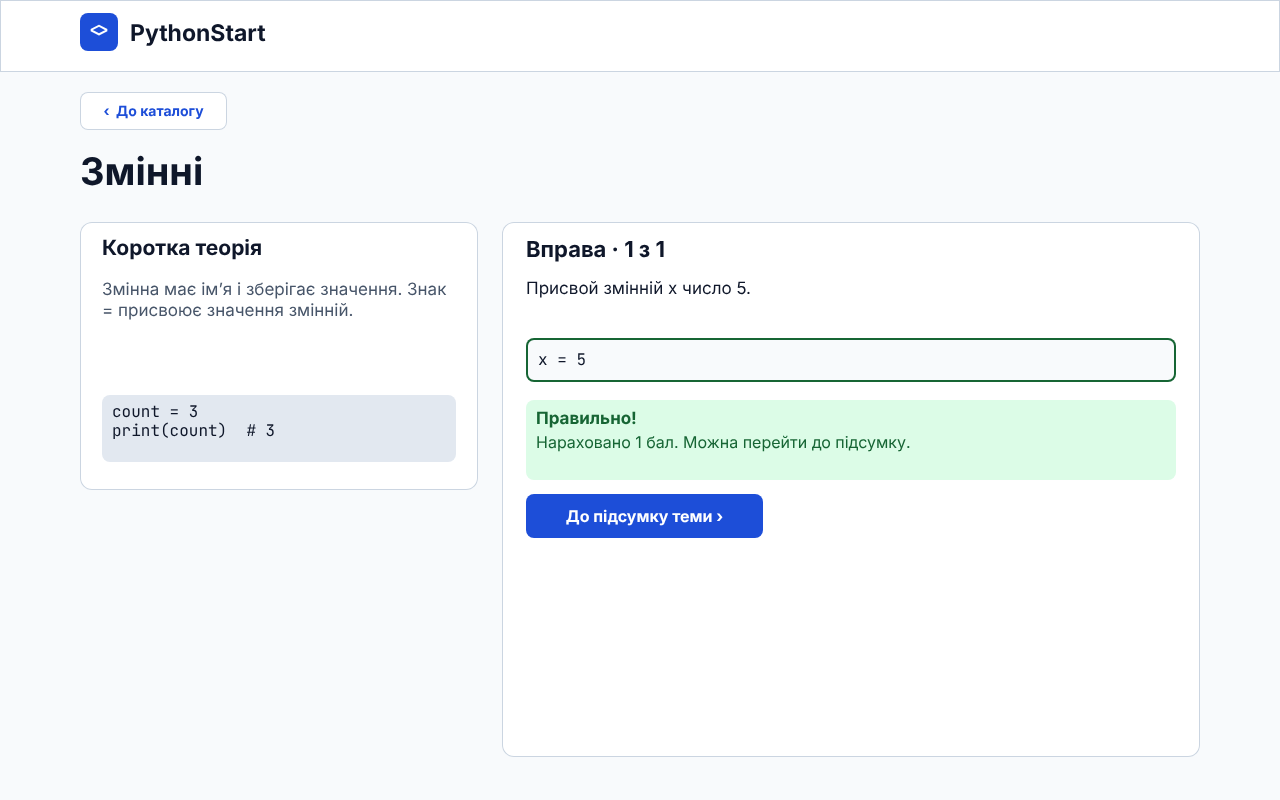 PythonStart
‹ До каталогу
Змінні
Коротка теорія
Змінна має ім’я і зберігає значення. Знак
= присвоює значення змінній.
count = 3
print(count)  # 3
Вправа · 1 з 1
Присвой змінній x число 5.
x = 5
Правильно!
Нараховано 1 бал. Можна перейти до підсумку.
До підсумку теми ›